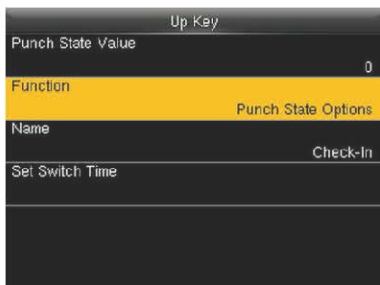 Up Key
Punch State Value
0
Function
Punch State Options
Name
Check-In
Set Switch Time